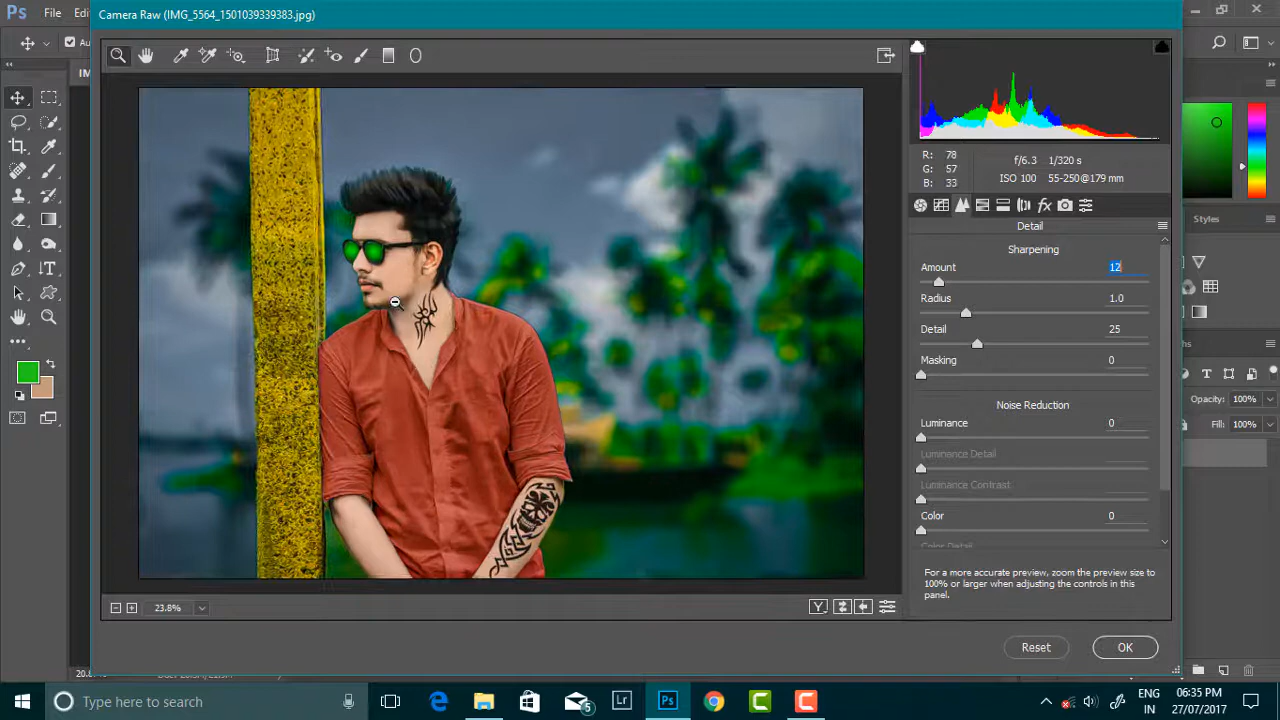 Ps File
Camera Raw (IMG_5564_1501039339383.jpg)
IM
R: 78
G: 57
B: 33
f/6.3 1/320 s
ISO 100 55-250@179 mm
Styles
Detail
Sharpening
Amount 12
Radius 1.0
Detail 25
Masking 0
Noise Reduction
Luminance 0
Luminance Detail
Luminance Contrast
Color 0
Opacity: 100%
Fill: 100%
For a more accurate preview, zoom the preview size to
100% or larger when adjusting the controls in this
panel.
23.8%
Reset OK
Type here to search
5
Lr
Ps
ENG
IN
06:35 PM
27/07/2017